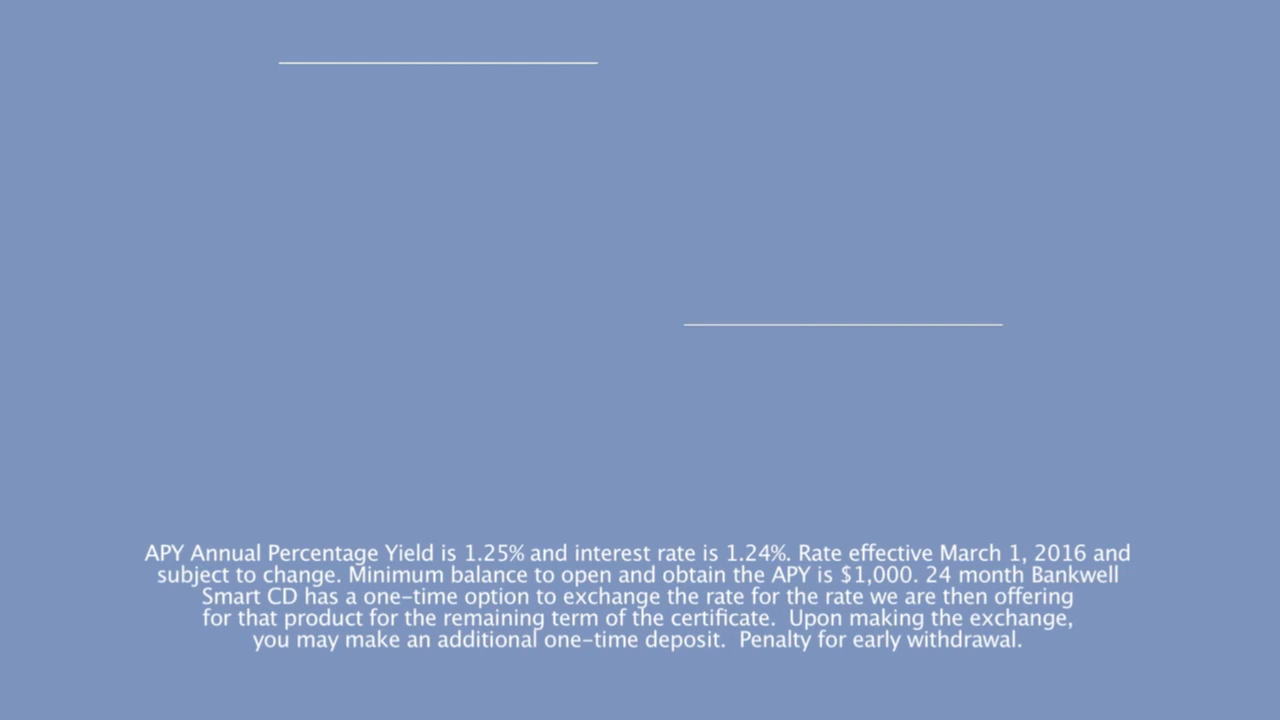 APY Annual Percentage Yield is 1.25% and interest rate is 1.24%. Rate effective March 1, 2016 and
subject to change. Minimum balance to open and obtain the APY is $1,000. 24 month Bankwell
Smart CD has a one-time option to exchange the rate for the rate we are then offering
for that product for the remaining term of the certificate.  Upon making the exchange,
you may make an additional one-time deposit.  Penalty for early withdrawal.